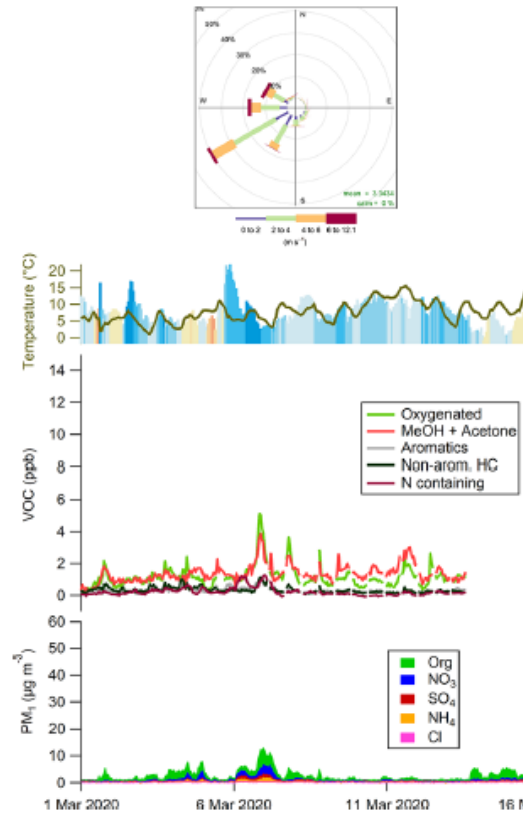 N
50%
40%
30%
20%
10%
W
E
S
mean = 3.3434
calm = 0 %
0 to 2
2 to 4
4 to 6
6 to 12.1
(m s⁻¹)
Temperature (°C)
20
15
10
5
0
VOC (ppb)
14
12
10
8
6
4
2
0
Oxygenated
MeOH + Acetone
Aromatics
Non-arom. HC
N containing
PM₁ (µg m⁻³)
60
50
40
30
20
10
0
Org
NO₃
SO₄
NH₄
Cl
1 Mar 2020
6 Mar 2020
11 Mar 2020
16 M